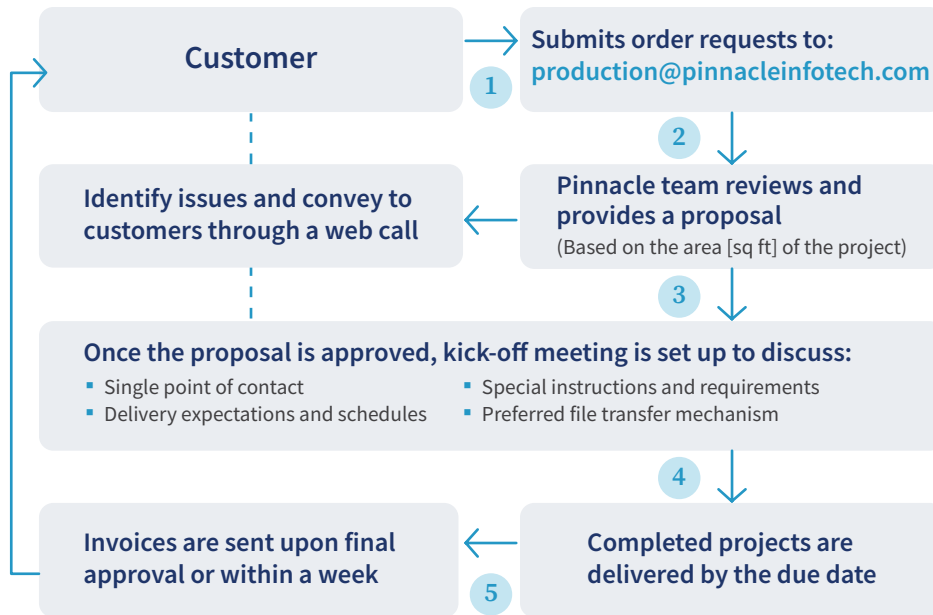 Customer
1
Submits order requests to:
production@pinnacleinfotech.com
2
Identify issues and convey to
customers through a web call
Pinnacle team reviews and
provides a proposal
(Based on the area [sq ft] of the project)
3
Once the proposal is approved, kick-off meeting is set up to discuss:
▪ Single point of contact
▪ Delivery expectations and schedules
▪ Special instructions and requirements
▪ Preferred file transfer mechanism
4
Invoices are sent upon final
approval or within a week
5
Completed projects are
delivered by the due date